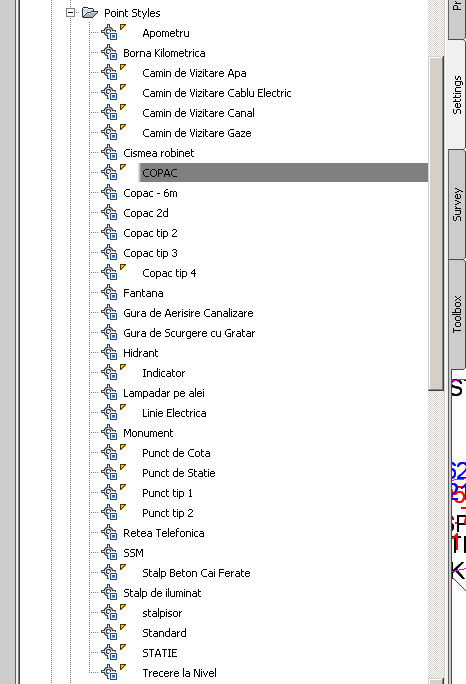 Point Styles
Apometru
Borna Kilometrica
Camin de Vizitare Apa
Camin de Vizitare Cablu Electric
Camin de Vizitare Canal
Camin de Vizitare Gaze
Cismea robinet
COPAC
Copac - 6m
Copac 2d
Copac tip 2
Copac tip 3
Copac tip 4
Fantana
Gura de Aerisire Canalizare
Gura de Scurgere cu Gratar
Hidrant
Indicator
Lampadar pe alei
Linie Electrica
Monument
Punct de Cota
Punct de Statie
Punct tip 1
Punct tip 2
Retea Telefonica
SSM
Stalp Beton Cai Ferate
Stalp de iluminat
stalpisor
Standard
STATIE
Trecere la Nivel
Settings
Survey
Toolbox